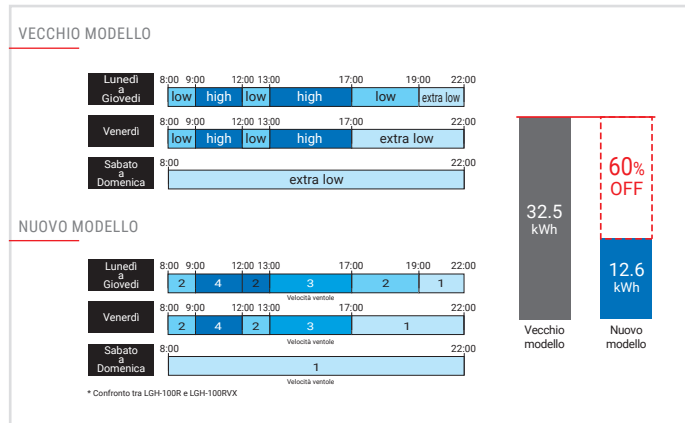 VECCHIO MODELLO
Lunedì
a
Giovedi
8:00 9:00 12:00 13:00 17:00 19:00 22:00
low high low high low extra low
Venerdì
8:00 9:00 12:00 13:00 17:00 22:00
low high low high extra low
Sabato
a
Domenica
8:00 22:00
extra low
NUOVO MODELLO
Lunedì
a
Giovedi
8:00 9:00 12:00 13:00 17:00 19:00 22:00
2 4 2 3 2 1
Velocità ventole
Venerdì
8:00 9:00 12:00 13:00 17:00 22:00
2 4 2 3 1
Velocità ventole
Sabato
a
Domenica
8:00 22:00
1
Velocità ventole
* Confronto tra LGH-100R e LGH-100RVX
60%
OFF
32.5
kWh
12.6
kWh
Vecchio
modello
Nuovo
modello